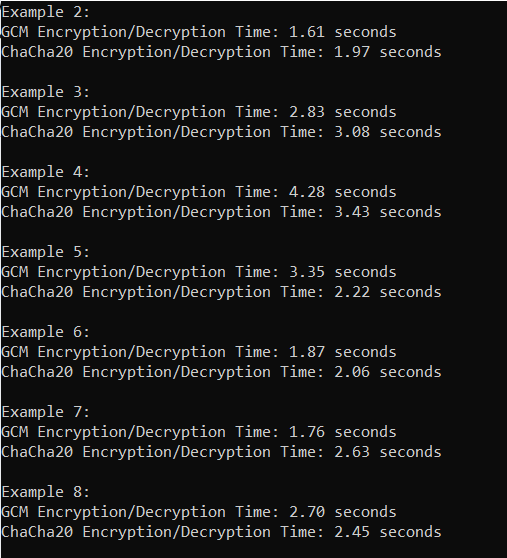 Example 2:
GCM Encryption/Decryption Time: 1.61 seconds
ChaCha20 Encryption/Decryption Time: 1.97 seconds
Example 3:
GCM Encryption/Decryption Time: 2.83 seconds
ChaCha20 Encryption/Decryption Time: 3.08 seconds
Example 4:
GCM Encryption/Decryption Time: 4.28 seconds
ChaCha20 Encryption/Decryption Time: 3.43 seconds
Example 5:
GCM Encryption/Decryption Time: 3.35 seconds
ChaCha20 Encryption/Decryption Time: 2.22 seconds
Example 6:
GCM Encryption/Decryption Time: 1.87 seconds
ChaCha20 Encryption/Decryption Time: 2.06 seconds
Example 7:
GCM Encryption/Decryption Time: 1.76 seconds
ChaCha20 Encryption/Decryption Time: 2.63 seconds
Example 8:
GCM Encryption/Decryption Time: 2.70 seconds
ChaCha20 Encryption/Decryption Time: 2.45 seconds